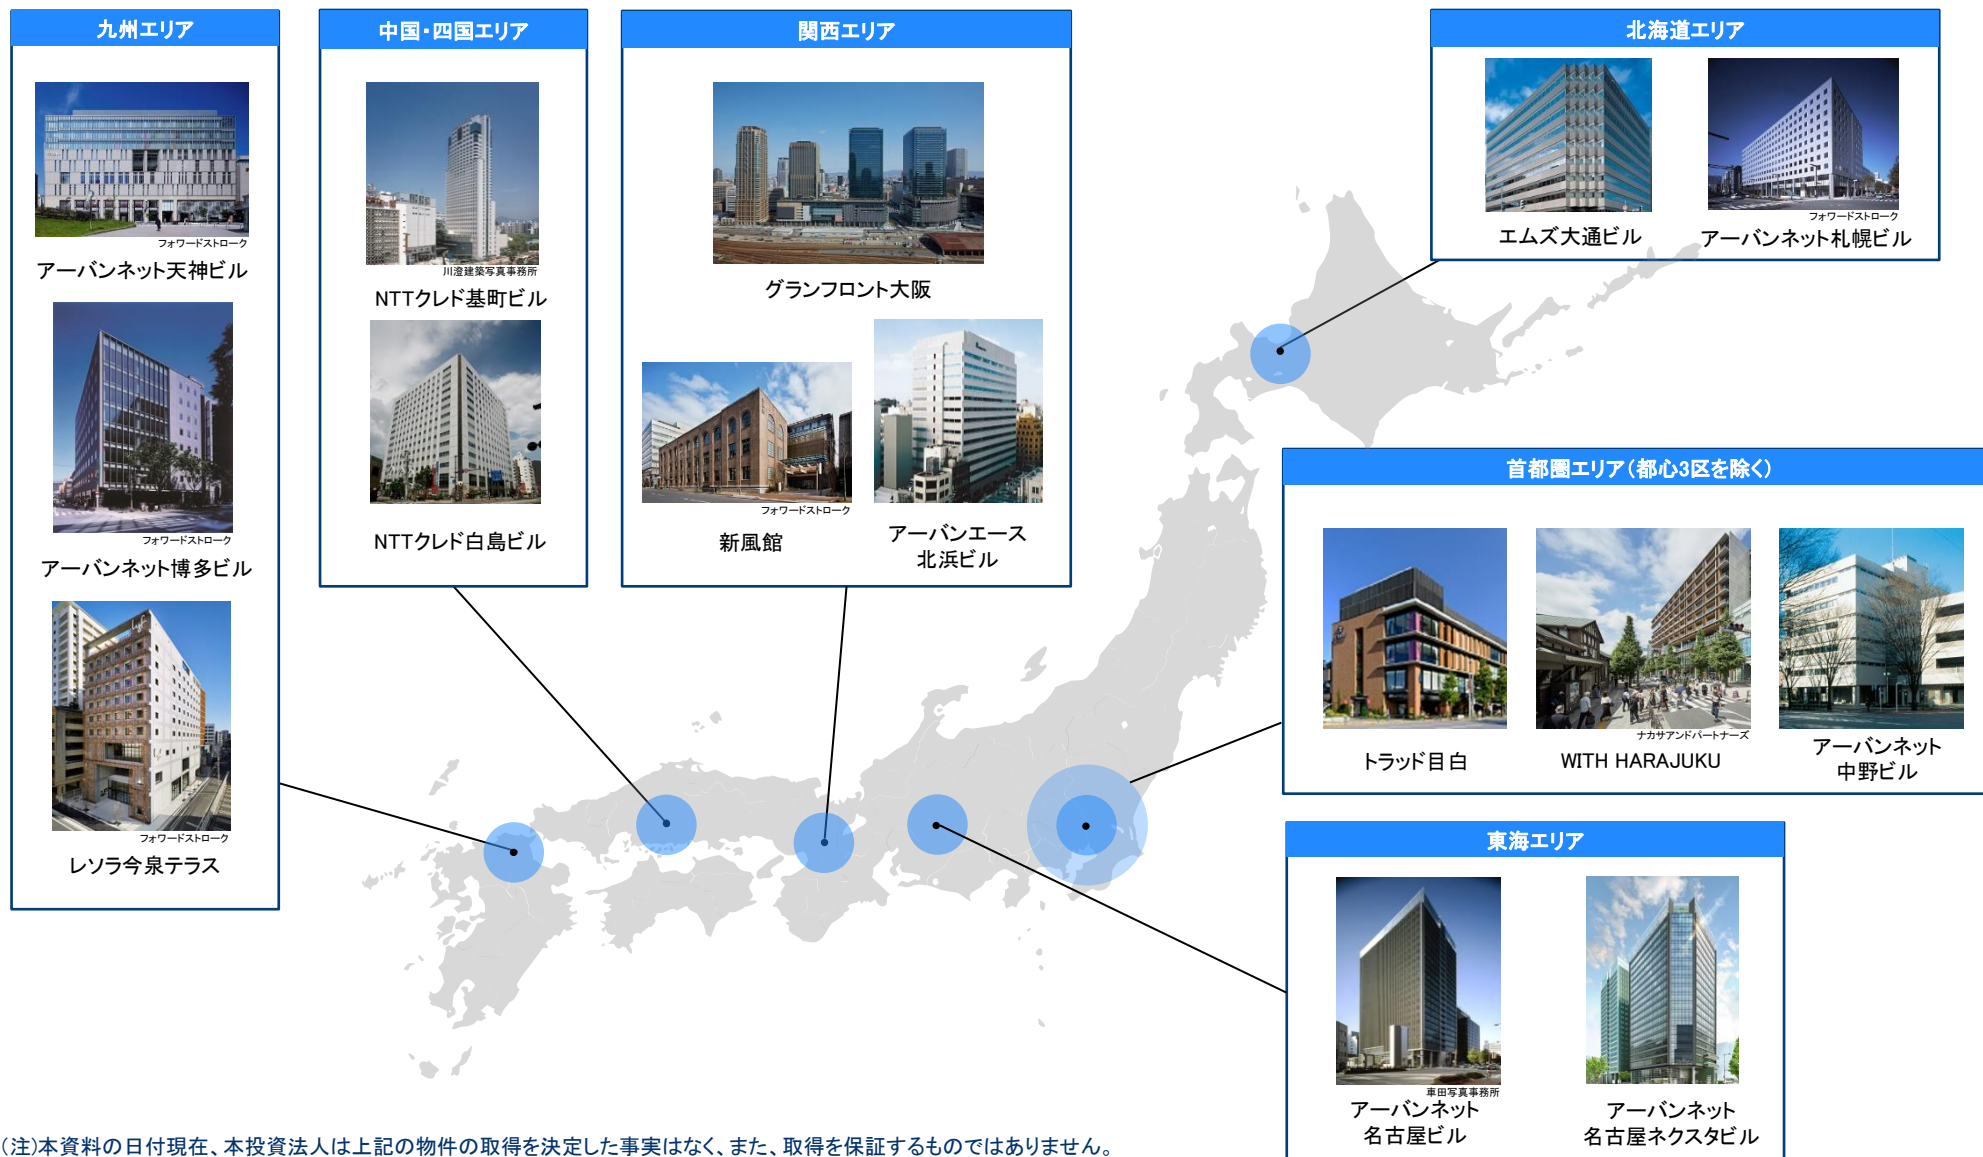 九州エリア
フォワードストローク
アーバンネット天神ビル
フォワードストローク
アーバンネット博多ビル
フォワードストローク
レソラ今泉テラス
中国・四国エリア
川澄建築写真事務所
NTTクレド基町ビル
NTTクレド白島ビル
関西エリア
グランフロント大阪
フォワードストローク
新風館
アーバンエース
北浜ビル
北海道エリア
エムズ大通ビル
フォワードストローク
アーバンネット札幌ビル
首都圏エリア（都心3区を除く）
トラッド目白
ナカサアンドパートナーズ
WITH HARAJUKU
アーバンネット
中野ビル
東海エリア
車田写真事務所
アーバンネット
名古屋ビル
アーバンネット
名古屋ネクスタビル
（注）本資料の日付現在、本投資法人は上記の物件の取得を決定した事実はなく、また、取得を保証するものではありません。